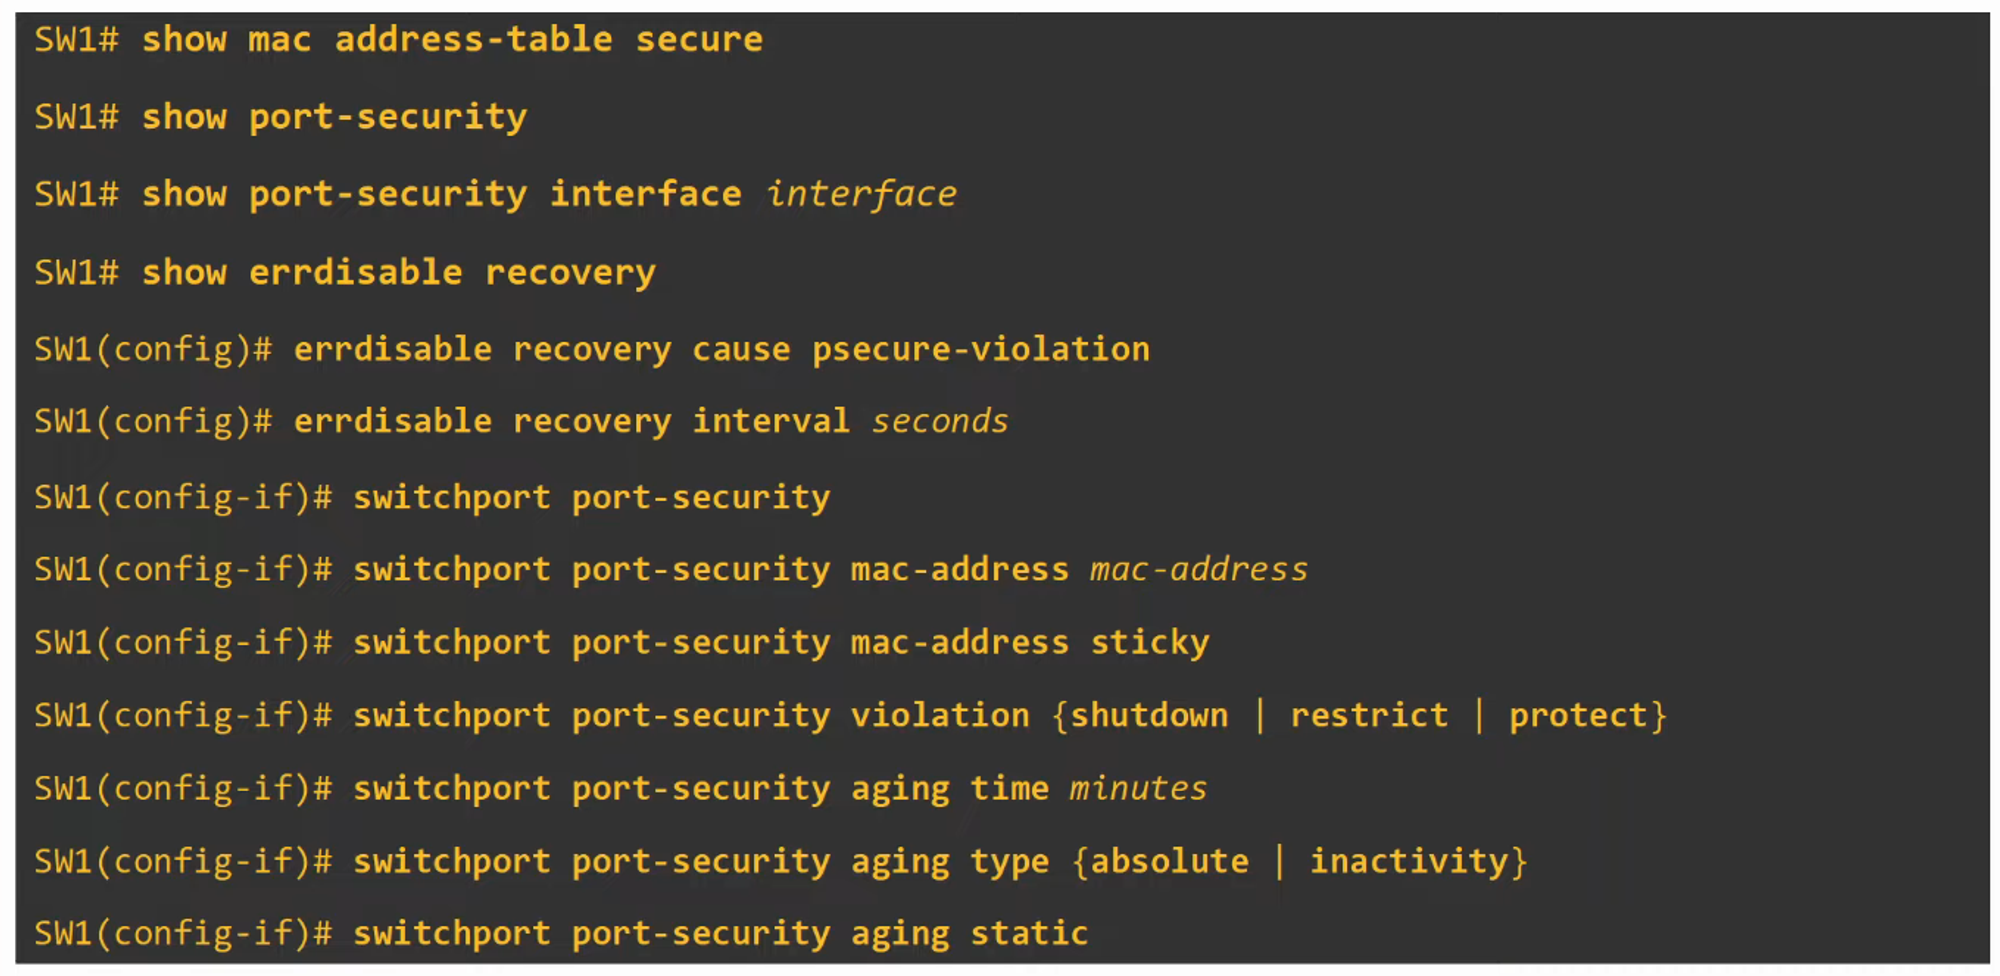 SW1# show mac address-table secure
SW1# show port-security
SW1# show port-security interface interface
SW1# show errdisable recovery
SW1(config)# errdisable recovery cause psecure-violation
SW1(config)# errdisable recovery interval seconds
SW1(config-if)# switchport port-security
SW1(config-if)# switchport port-security mac-address mac-address
SW1(config-if)# switchport port-security mac-address sticky
SW1(config-if)# switchport port-security violation {shutdown | restrict | protect}
SW1(config-if)# switchport port-security aging time minutes
SW1(config-if)# switchport port-security aging type {absolute | inactivity}
SW1(config-if)# switchport port-security aging static